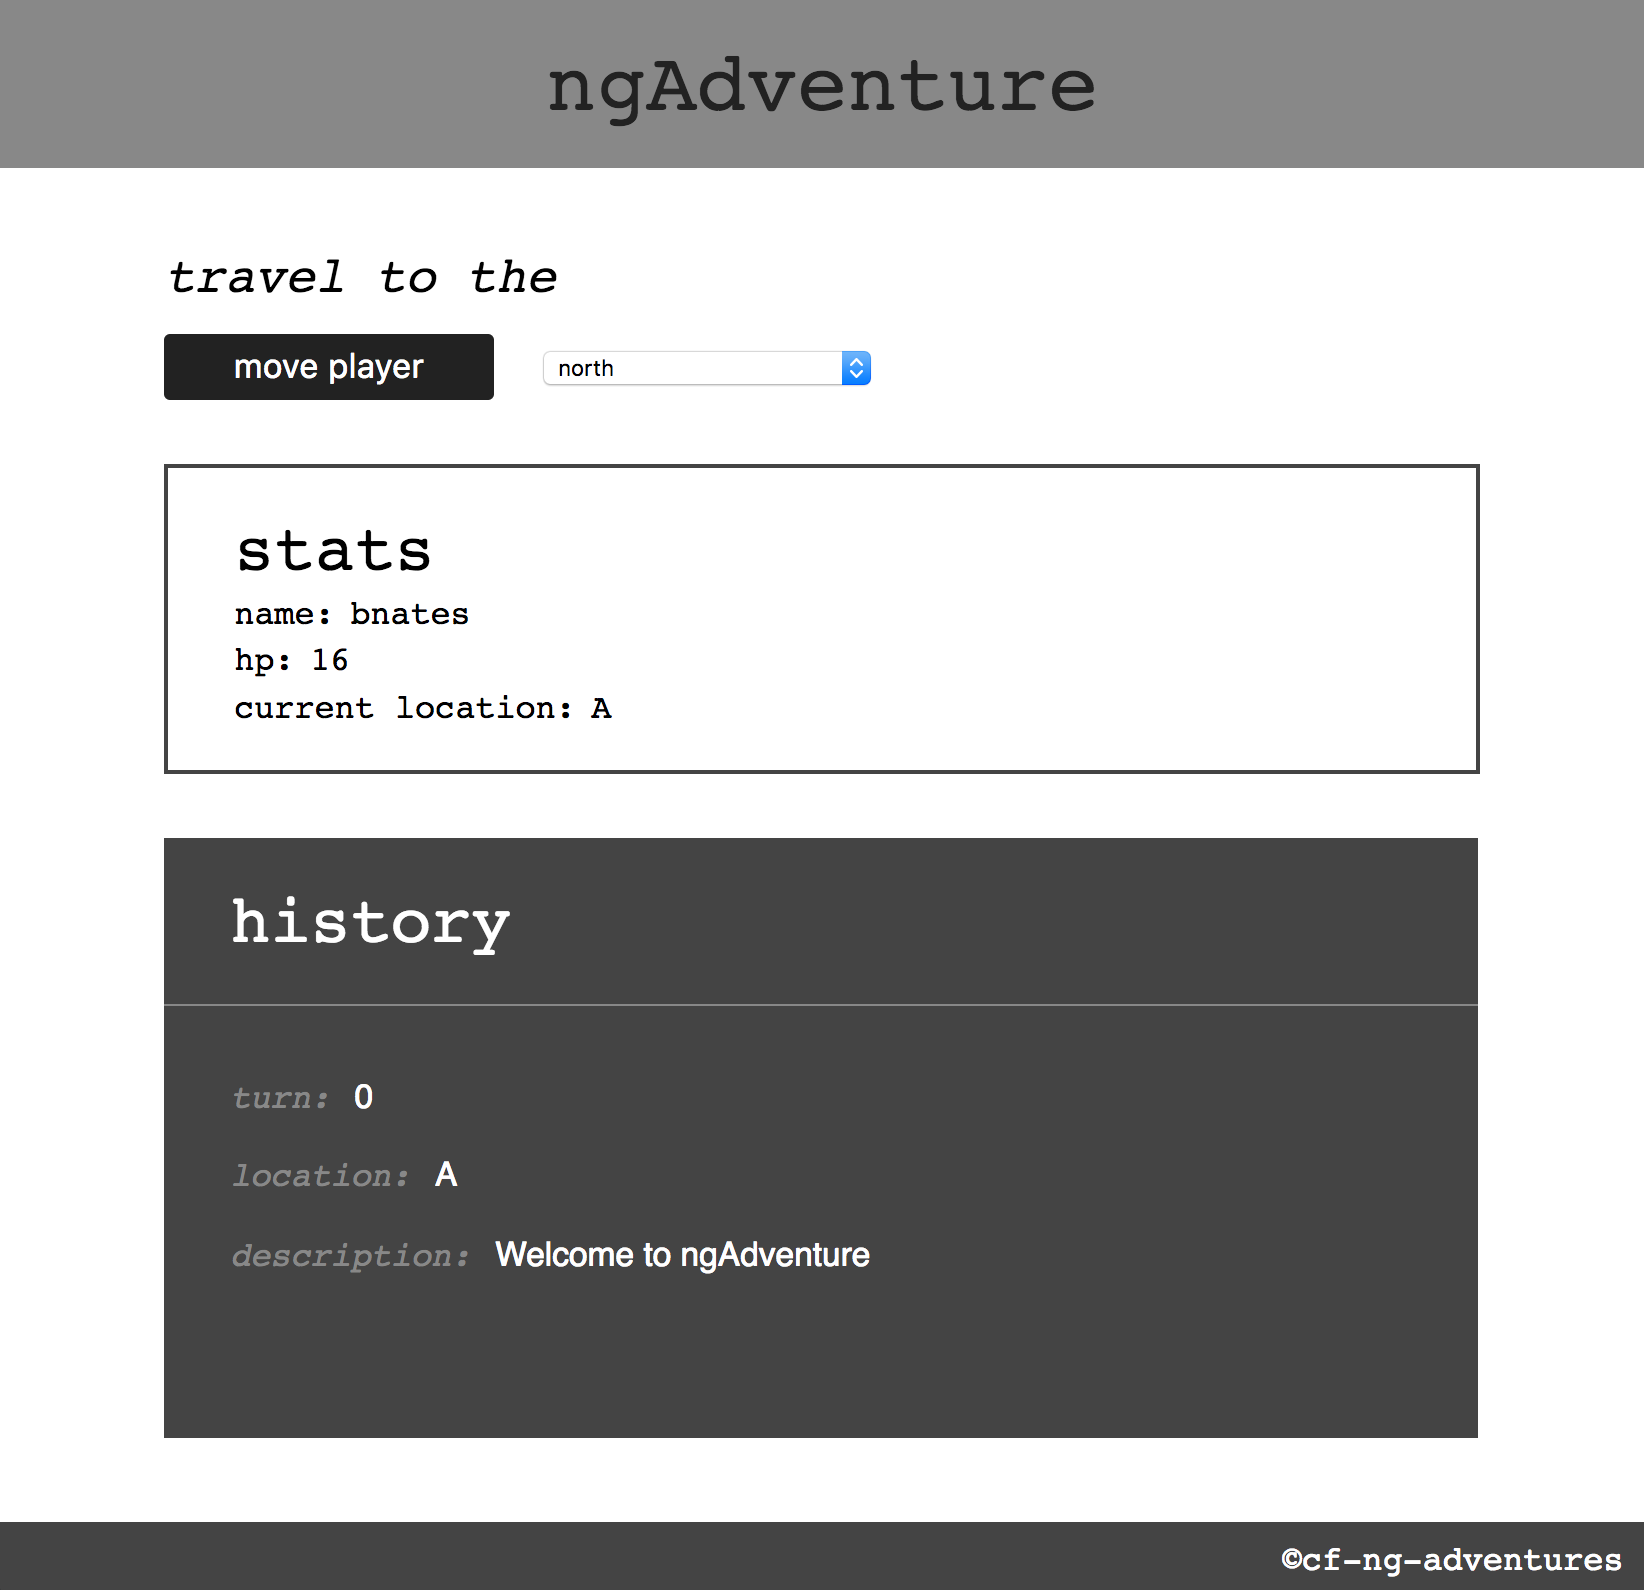 ngAdventure
travel to the
move player north
stats
name: bnates
hp: 16
current location: A
history
turn: 0
location: A
description: Welcome to ngAdventure
©cf-ng-adventures